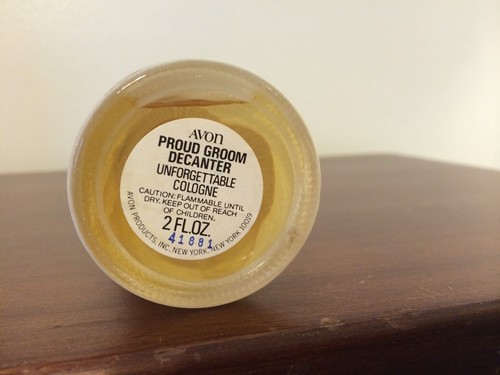 AVON
PROUD GROOM
DECANTER
UNFORGETTABLE
COLOGNE
CAUTION: FLAMMABLE UNTIL
DRY. KEEP OUT OF REACH
OF CHILDREN.
2 FL.OZ.
41881
AVON PRODUCTS, INC. NEW YORK, NEW YORK 10019